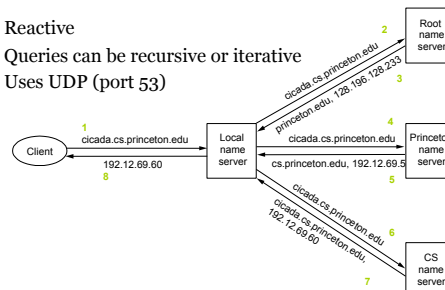 Reactive
Queries can be recursive or iterative
Uses UDP (port 53)
2
Root
name
server
cicada.cs.princeton.edu
princeton.edu, 128.196.128.233
3
1
cicada.cs.princeton.edu
Client
192.12.69.60
8
Local
name
server
4
cicada.cs.princeton.edu
cs.princeton.edu, 192.12.69.5
5
Princeto
name
server
cicada.cs.princeton.edu
6
cicada.cs.princeton.edu,
192.12.69.60
7
CS
name
server